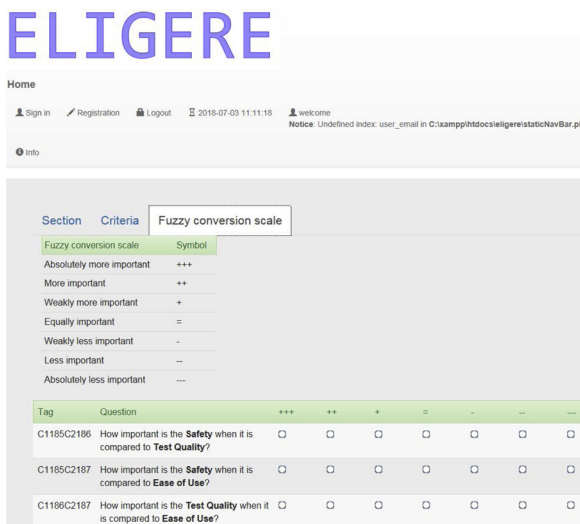 ELIGERE
Home
Sign in Registration Logout 2018-07-03 11:11:18 welcome
Notice: Undefined index: user_email in C:\xampp\htdocs\eligere\staticNavBar.p
Info
Section Criteria Fuzzy conversion scale
Fuzzy conversion scale Symbol
Absolutely more important +++
More important ++
Weakly more important +
Equally important =
Weakly less important -
Less important --
Absolutely less important ---
Tag Question +++ ++ + = - -- ---
C1185C2186 How important is the Safety when it is
compared to Test Quality?
C1185C2187 How important is the Safety when it is
compared to Ease of Use?
C1186C2187 How important is the Test Quality when it
is compared to Ease of Use?